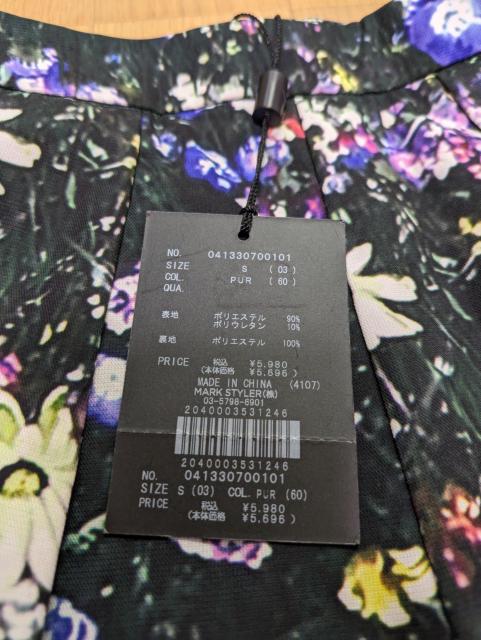 NO. 041330700101
SIZE S (03)
COL. PUR (60)
QUA.
表地 ポリエステル 90%
ポリウレタン 10%
裏地 ポリエステル 100%
PRICE 税込 ¥5,980
(本体価格 ¥5,696)
MADE IN CHINA (4107)
MARK STYLER(株)
03-5798-6901
2040003531246
2040003531246
NO. 041330700101
SIZE S (03) COL. PUR (60)
PRICE 税込 ¥5,980
(本体価格 ¥5,696)